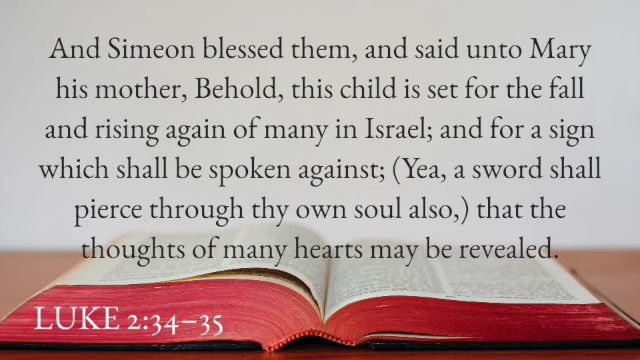 And Simeon blessed them, and said unto Mary
his mother, Behold, this child is set for the fall
and rising again of many in Israel; and for a sign
which shall be spoken against; (Yea, a sword shall
pierce through thy own soul also,) that the
thoughts of many hearts may be revealed.
LUKE 2:34–35